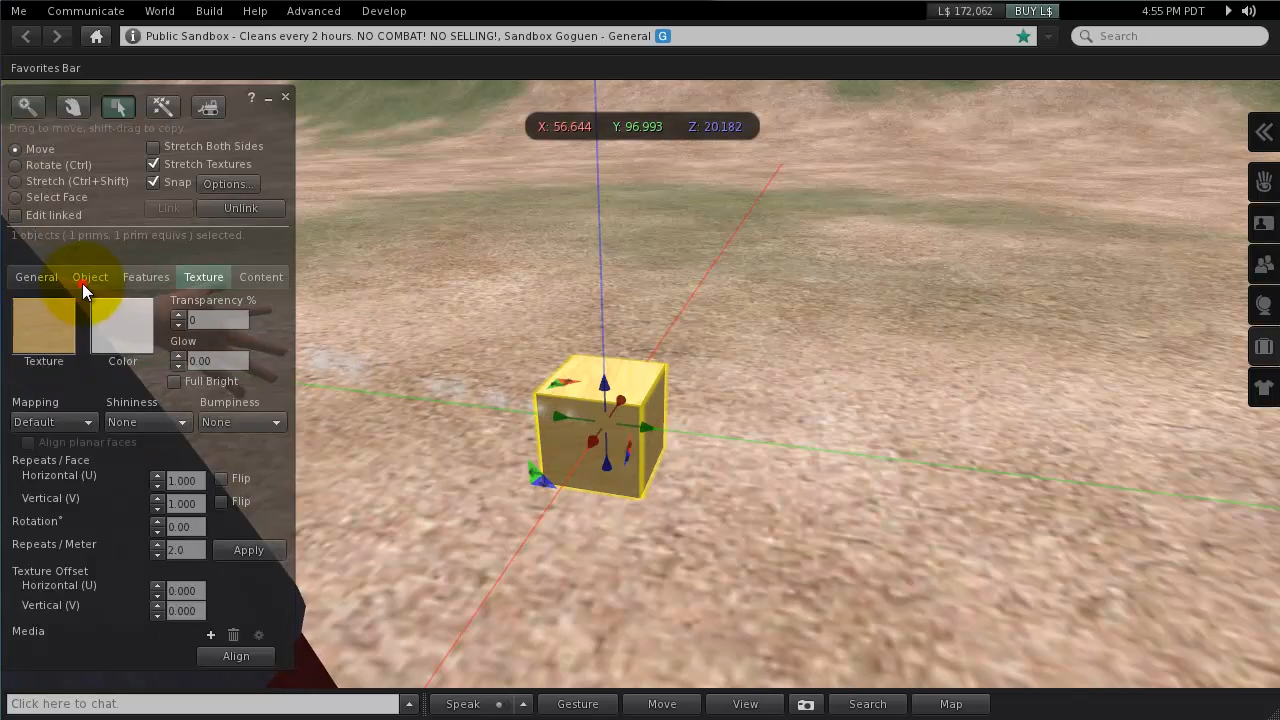 Me Communicate World Build Help Advanced Develop L$ 172,062 BUY L$ 4:55 PM PDT
Public Sandbox - Cleans every 2 hours. NO COMBAT! NO SELLING!, Sandbox Goguen - General G Search
Favorites Bar
?
Drag to move, shift-drag to copy
X: 56.644 Y: 96.993 Z: 20.182
Move Stretch Both Sides
Rotate (Ctrl) Stretch Textures
Stretch (Ctrl+Shift) Snap Options...
Select Face
Edit linked Link Unlink
1 objects ( 1 prims, 1 prim equivs ) selected.
General Object Features Texture Content
Transparency %
0
Glow
0.00
Texture Color
Full Bright
Mapping Shininess Bumpiness
Default None None
Align planar faces
Repeats / Face
Horizontal (U) 1.000 Flip
Vertical (V) 1.000 Flip
Rotation° 0.00
Repeats / Meter 2.0 Apply
Texture Offset
Horizontal (U) 0.000
Vertical (V) 0.000
Media +
Align
Click here to chat. Speak Gesture Move View Search Map